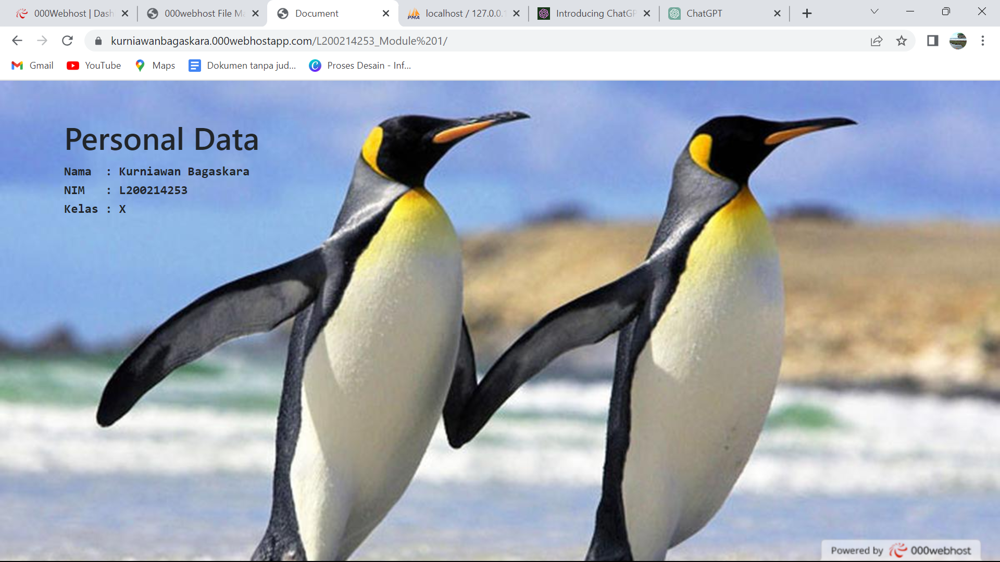 000Webhost | Dash
000webhost File Ma
Document
PMA
localhost / 127.0.0.1
Introducing ChatGP
ChatGPT
kurniawanbagaskara.000webhostapp.com/L200214253_Module%201/
Gmail
YouTube
Maps
Dokumen tanpa jud...
Proses Desain - Inf...
Personal Data
Nama : Kurniawan Bagaskara
NIM : L200214253
Kelas : X
Powered by 000webhost